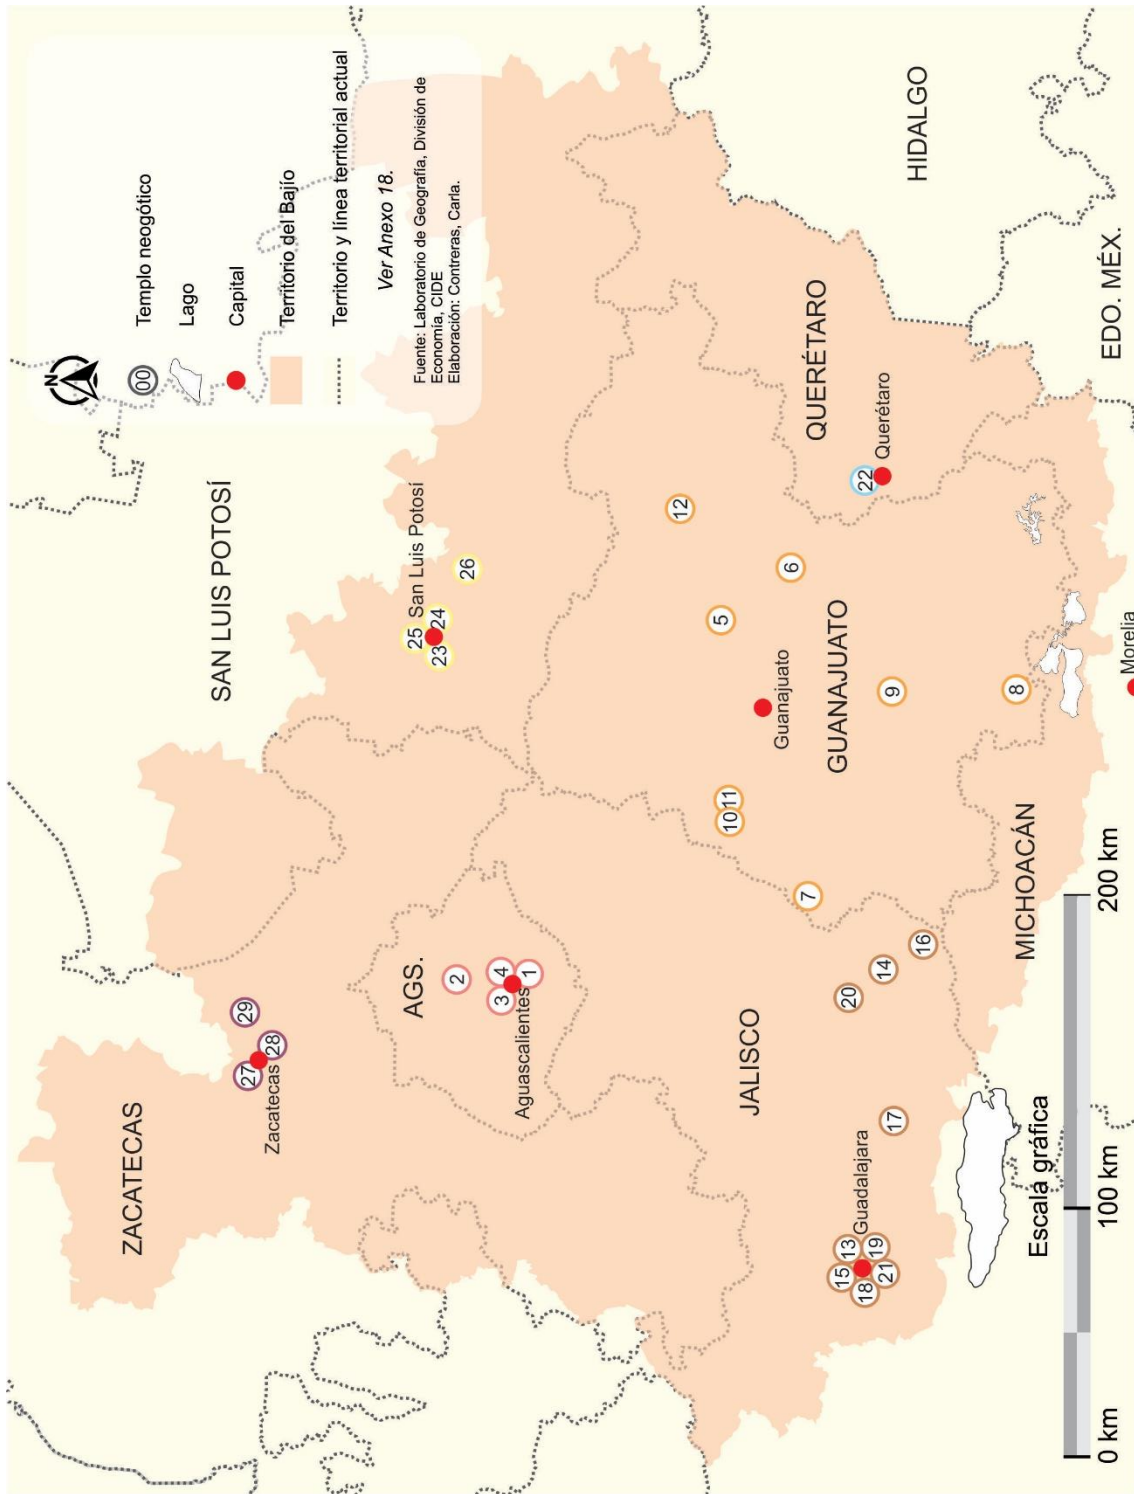 N
00
Templo neogótico
Lago
Capital
Territorio del Bajío
Territorio y línea territorial actual
Ver Anexo 18.
Fuente: Laboratorio de Geografía, División de
Economía, CIDE
Elaboración: Contreras, Carla.
ZACATECAS
SAN LUIS POTOSÍ
27
29
28
Zacatecas
25
San Luis Potosí
23
24
26
AGS.
2
3
4
1
Aguascalientes
12
5
10
11
6
Guanajuato
7
JALISCO
GUANAJUATO
QUERÉTARO
HIDALGO
20
14
16
9
22
Querétaro
15
13
Guadalajara
18
19
21
17
8
MICHOACÁN
EDO. MÉX.
Morelia
Escala gráfica
0 km
100 km
200 km